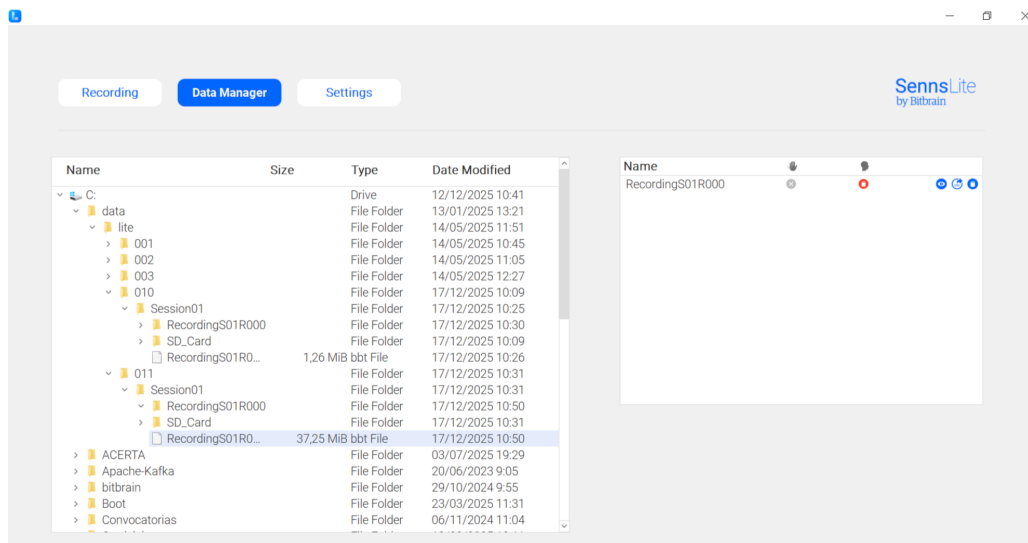 Recording Data Manager Settings
SennsLite
by Bitbrain
Name Size Type Date Modified
C: Drive 12/12/2025 10:41
data File Folder 13/01/2025 13:21
lite File Folder 14/05/2025 11:51
001 File Folder 14/05/2025 10:45
002 File Folder 14/05/2025 11:05
003 File Folder 14/05/2025 12:27
010 File Folder 17/12/2025 10:09
Session01 File Folder 17/12/2025 10:25
RecordingS01R000 File Folder 17/12/2025 10:30
SD_Card File Folder 17/12/2025 10:09
RecordingS01R0... 1,26 MiB bbt File 17/12/2025 10:26
011 File Folder 17/12/2025 10:31
Session01 File Folder 17/12/2025 10:31
RecordingS01R000 File Folder 17/12/2025 10:50
SD_Card File Folder 17/12/2025 10:31
RecordingS01R0... 37,25 MiB bbt File 17/12/2025 10:50
ACERTA File Folder 03/07/2025 19:29
Apache-Kafka File Folder 20/06/2023 9:05
bitbrain File Folder 29/10/2024 9:55
Boot File Folder 23/03/2025 11:31
Convocatorias File Folder 06/11/2024 11:04
Name
RecordingS01R000